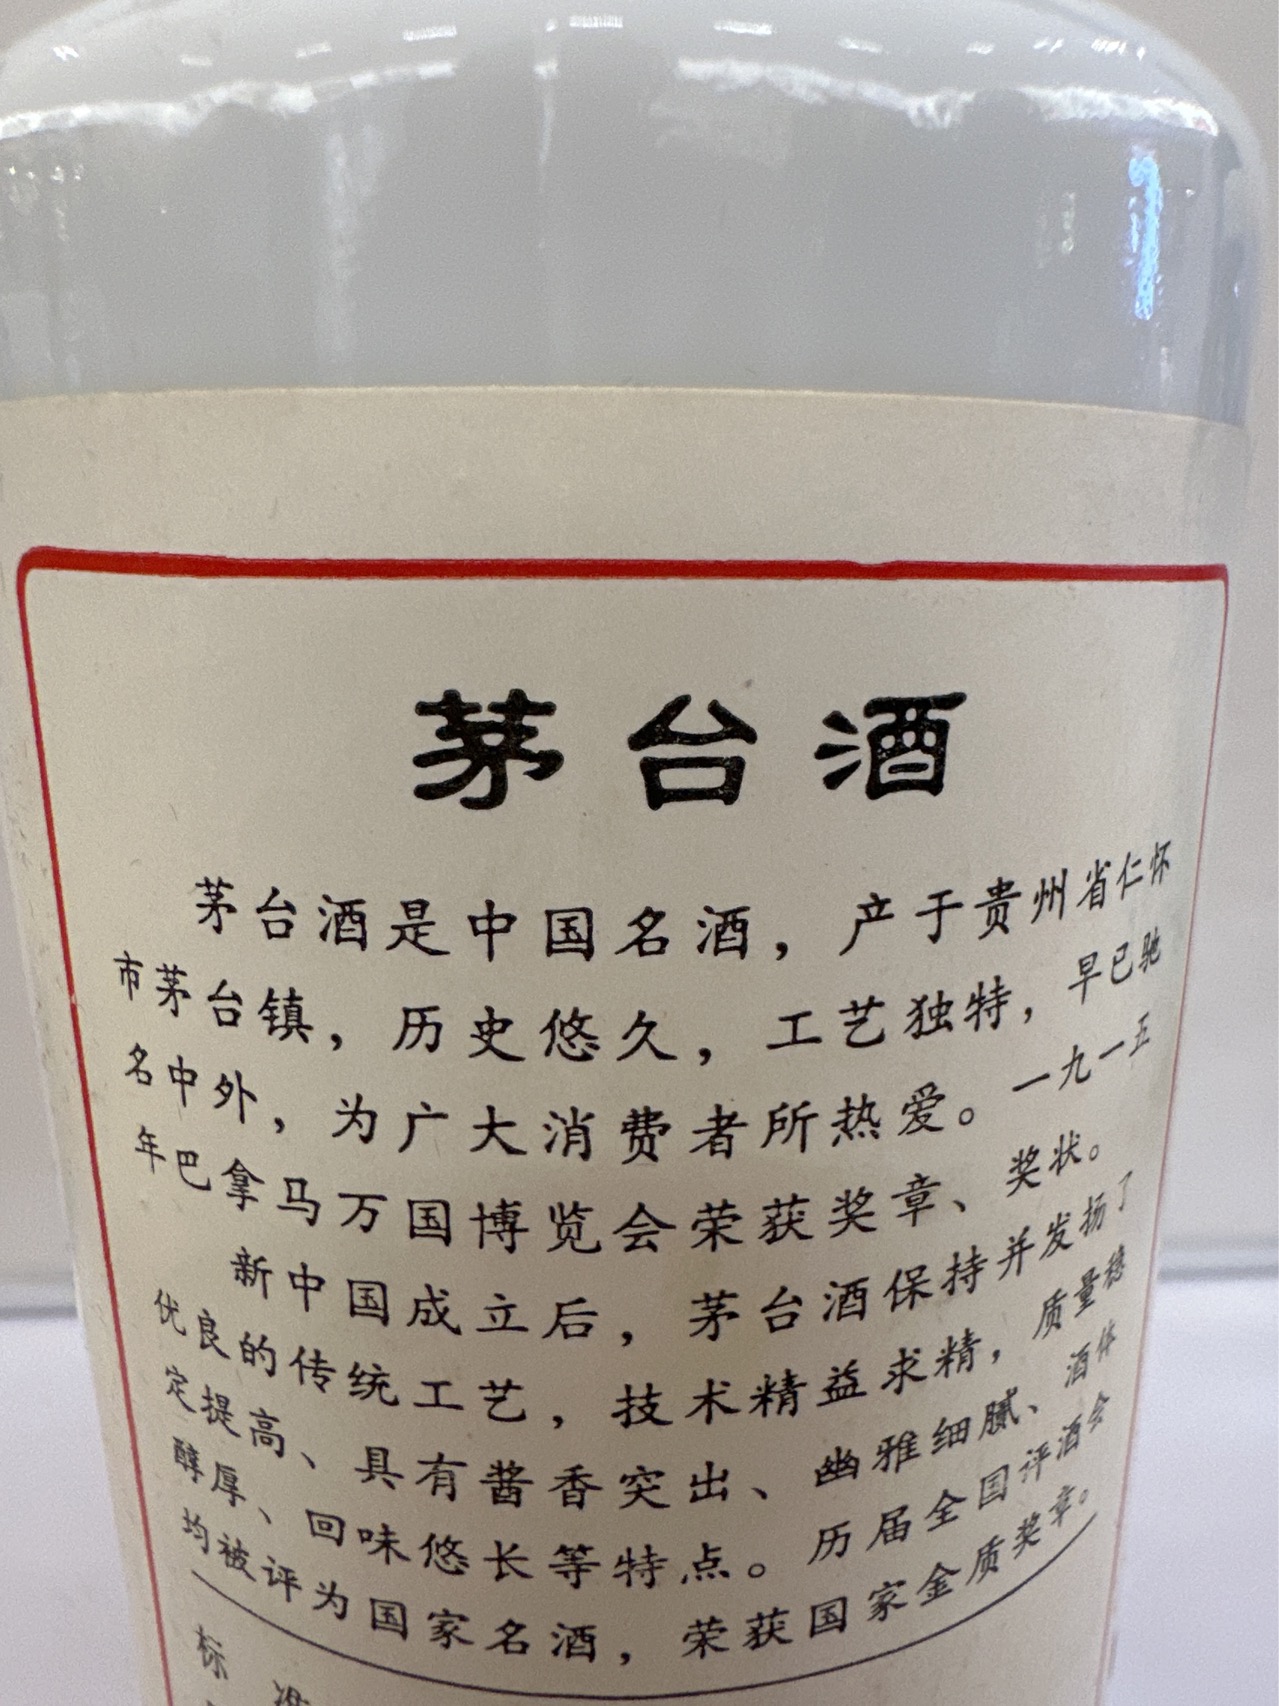 茅台酒
茅台酒是中国名酒，产于贵州省仁怀
市茅台镇，历史悠久，工艺独特，早已驰
名中外，为广大消费者所热爱。一九一五
年巴拿马万国博览会荣获奖章、奖状。
新中国成立后，茅台酒保持并发扬了
优良的传统工艺，技术精益求精，质量稳
定提高、具有酱香突出、幽雅细腻、酒体
醇厚、回味悠长等特点。历届全国评酒会
均被评为国家名酒，荣获国家金质奖章。
标准